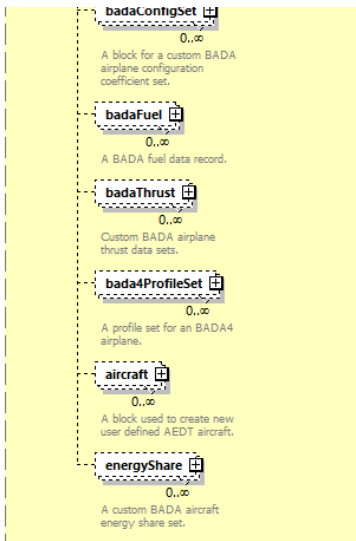 badaConfigSet
0..∞
A block for a custom BADA
airplane configuration
coefficient set.
badaFuel
0..∞
A BADA fuel data record.
badaThrust
0..∞
Custom BADA airplane
thrust data sets.
bada4ProfileSet
0..∞
A profile set for an BADA4
airplane.
aircraft
0..∞
A block used to create new
user defined AEDT aircraft.
energyShare
0..∞
A custom BADA aircraft
energy share set.